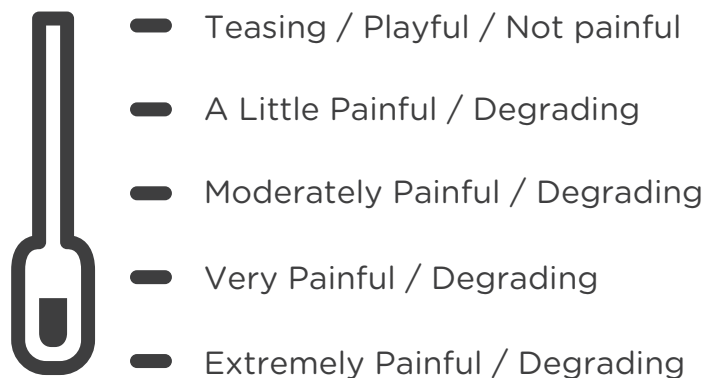 Teasing / Playful / Not painful
A Little Painful / Degrading
Moderately Painful / Degrading
Very Painful / Degrading
Extremely Painful / Degrading